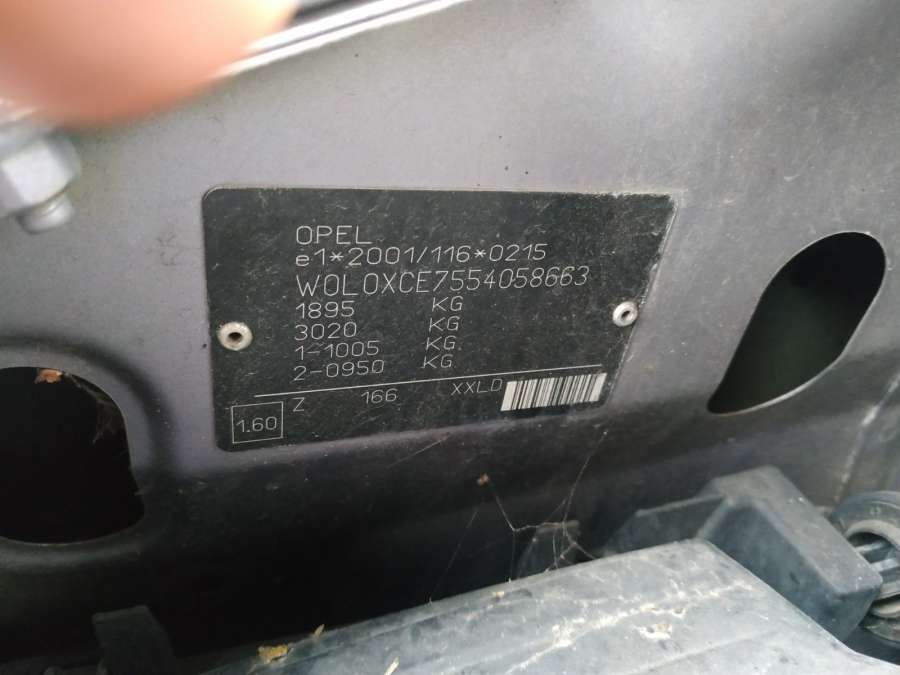 OPEL
e1*2001/116*0215
W0L0XCE7554058663
1895 KG
3020 KG
1-1005 KG
2-0950 KG
1.60 Z 166 XXLD